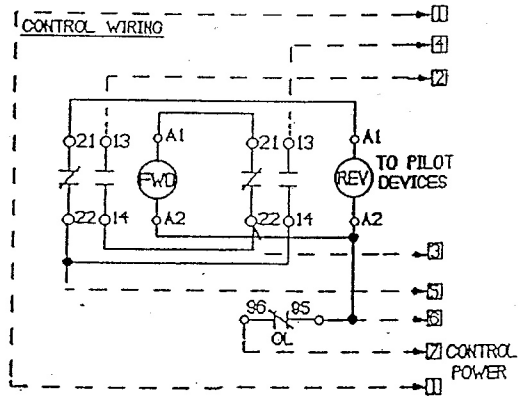 1
CONTROL WIRING
4
2
21 13 A1 21 13 A1
FWD
REV
TO PILOT
DEVICES
22 14 A2 22 14 A2
3
5
96 95
6
OL
7 CONTROL
POWER
1